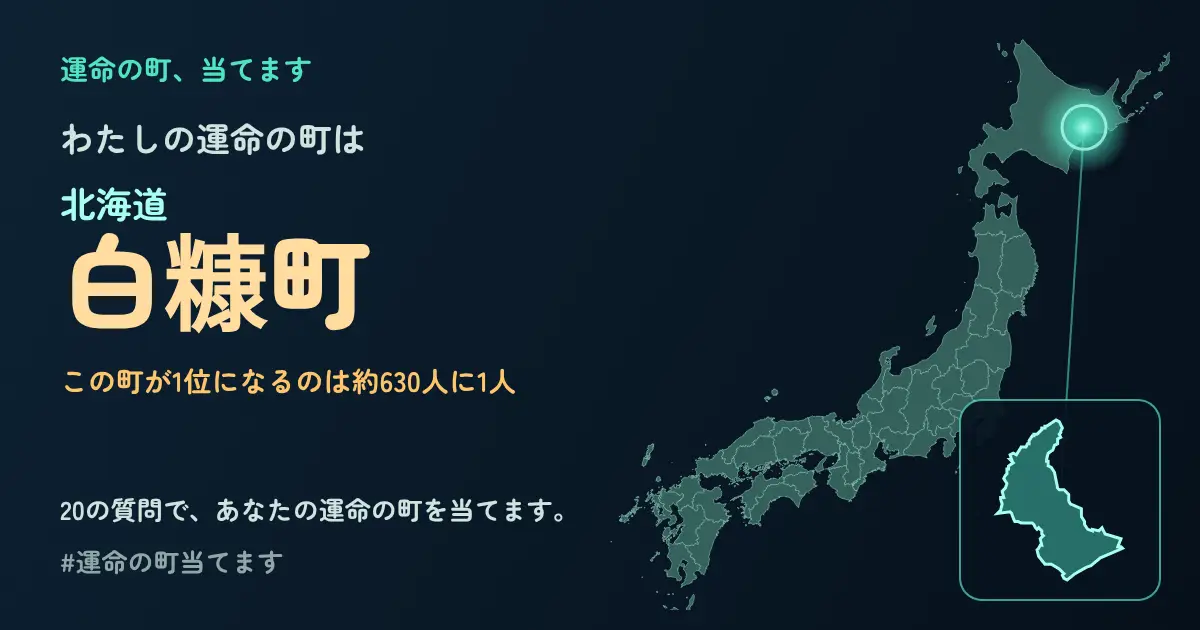 運命の町、当てます
わたしの運命の町は
北海道
白糠町
この町が1位になるのは約630人に1人
20の質問で、あなたの運命の町を当てます。
#運命の町当てます